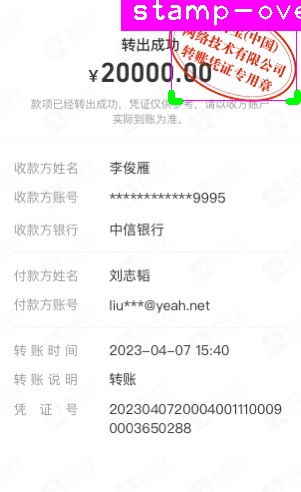 stamp-ove
宝(中国)
网络技术有限公司
转账凭证专用章
转出成功
¥20000.00
款项已经转出成功，凭证仅供参考，请以收方账户
实际到账为准。
收款方姓名 李俊雁
收款方账号 ************9995
收款方银行 中信银行
付款方姓名 刘志韬
付款方账号 liu***@yeah.net
转账时间 2023-04-07 15:40
转账说明 转账
凭证号 2023040720004001110009
0003650288